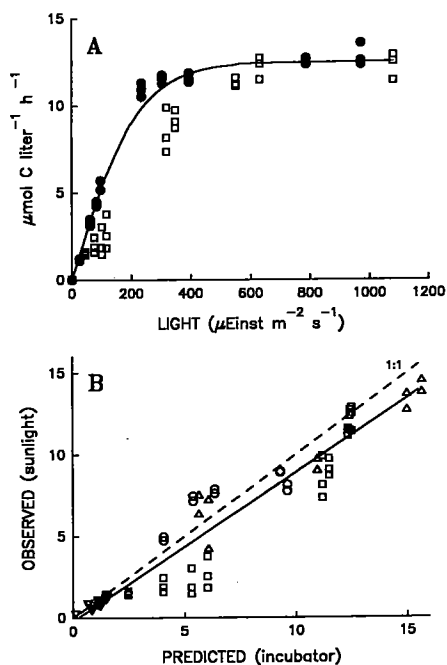 A
15
10
5
0
μmol C liter⁻¹ h⁻¹
0 200 400 600 800 1000 1200
LIGHT (μEinst m⁻² s⁻¹)
B
1:1
15
10
5
0
OBSERVED (sunlight)
0 5 10 15
PREDICTED (incubator)